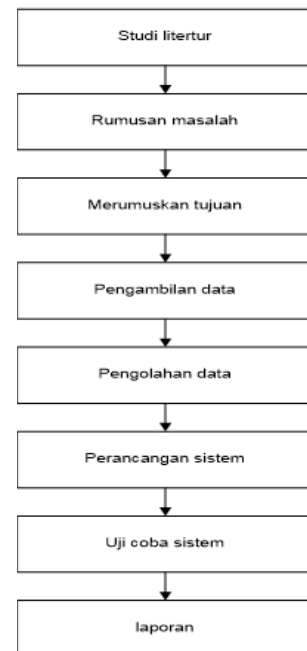 Studi litertur
Rumusan masalah
Merumuskan tujuan
Pengambilan data
Pengolahan data
Perancangan sistem
Uji coba sistem
laporan